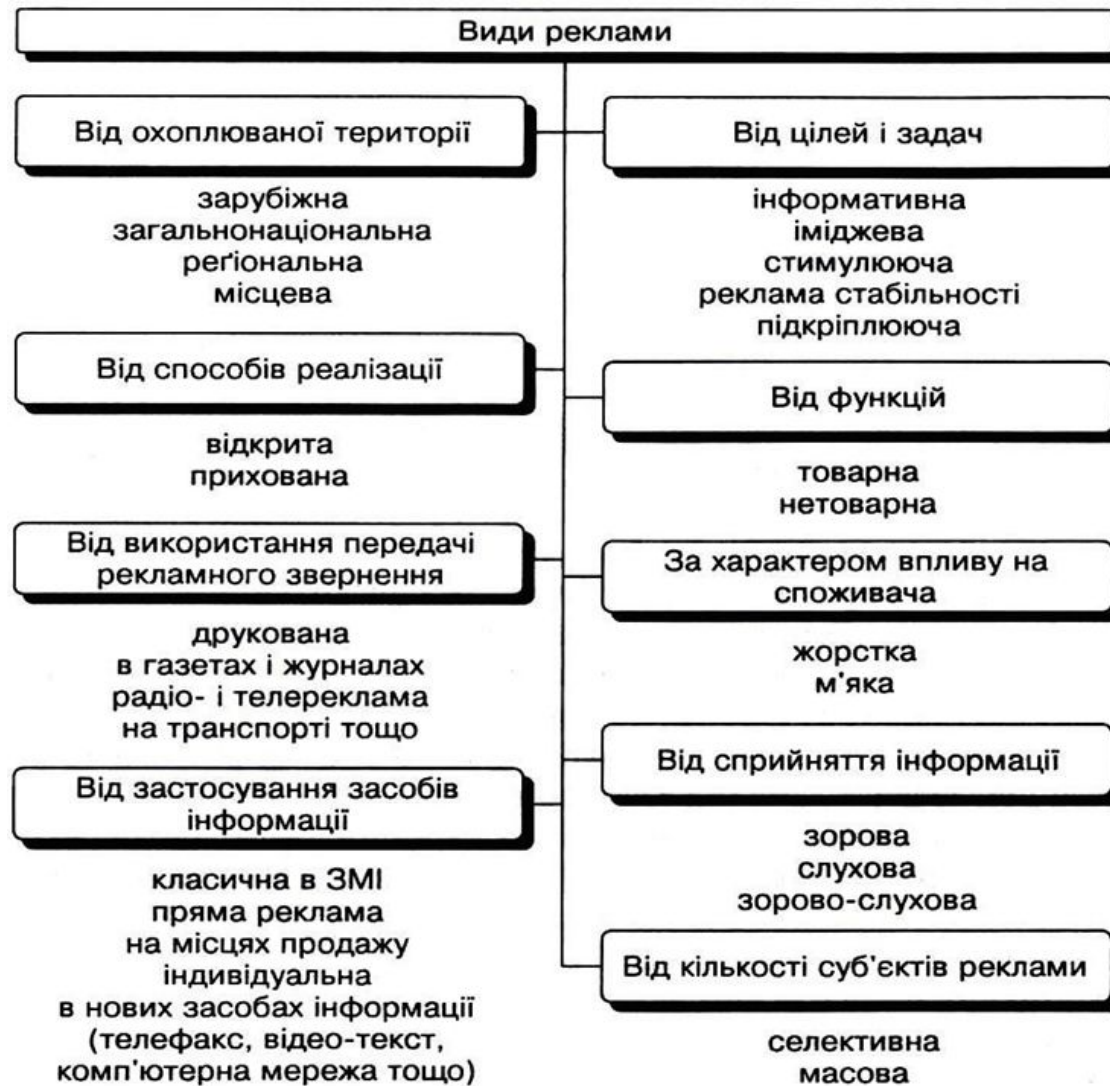 Види реклами
Від охоплюваної території
зарубіжна
загальнонаціональна
реґіональна
місцева
Від способів реалізації
відкрита
прихована
Від використання передачі
рекламного звернення
друкована
в газетах і журналах
радіо- і телереклама
на транспорті тощо
Від застосування засобів
інформації
класична в ЗМІ
пряма реклама
на місцях продажу
індивідуальна
в нових засобах інформації
(телефакс, відео-текст,
комп'ютерна мережа тощо)
Від цілей і задач
інформативна
іміджева
стимулююча
реклама стабільності
підкріплююча
Від функцій
товарна
нетоварна
За характером впливу на
споживача
жорстка
м'яка
Від сприйняття інформації
зорова
слухова
зорово-слухова
Від кількості суб'єктів реклами
селективна
масова